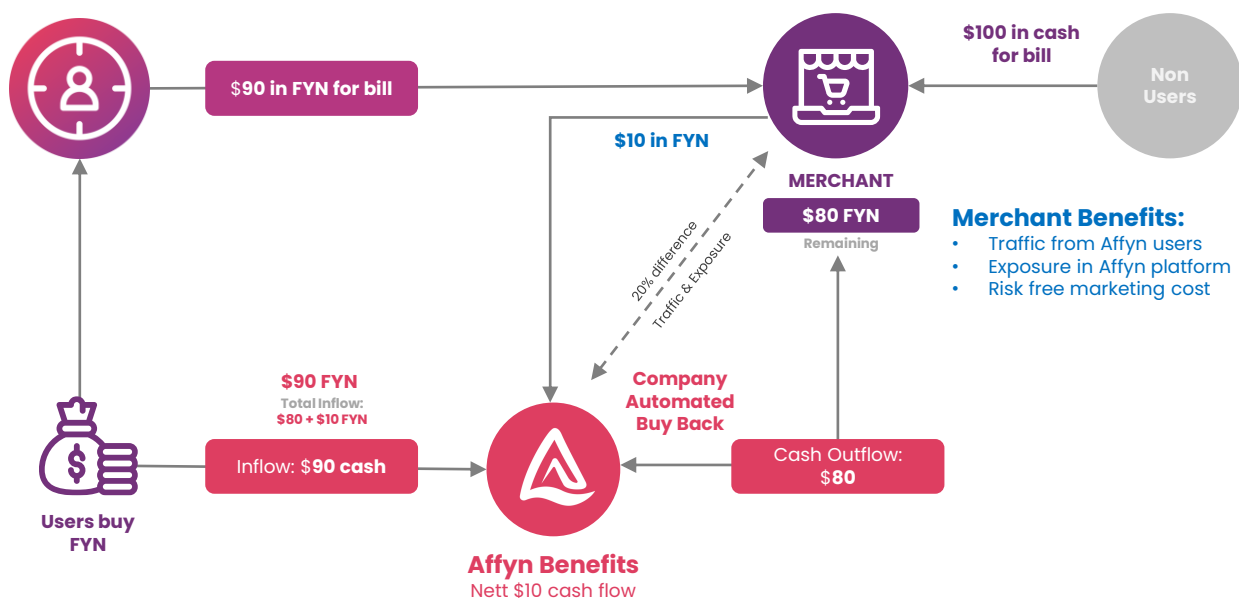 $100 in cash
for bill
Non
Users
$90 in FYN for bill
$10 in FYN
MERCHANT
$80 FYN
Remaining
Merchant Benefits:
• Traffic from Affyn users
• Exposure in Affyn platform
• Risk free marketing cost
20% difference
Traffic & Exposure
$90 FYN
Total Inflow:
$80 + $10 FYN
Company
Automated
Buy Back
$
Inflow: $90 cash
Cash Outflow:
$80
Users buy
FYN
Affyn Benefits
Nett $10 cash flow